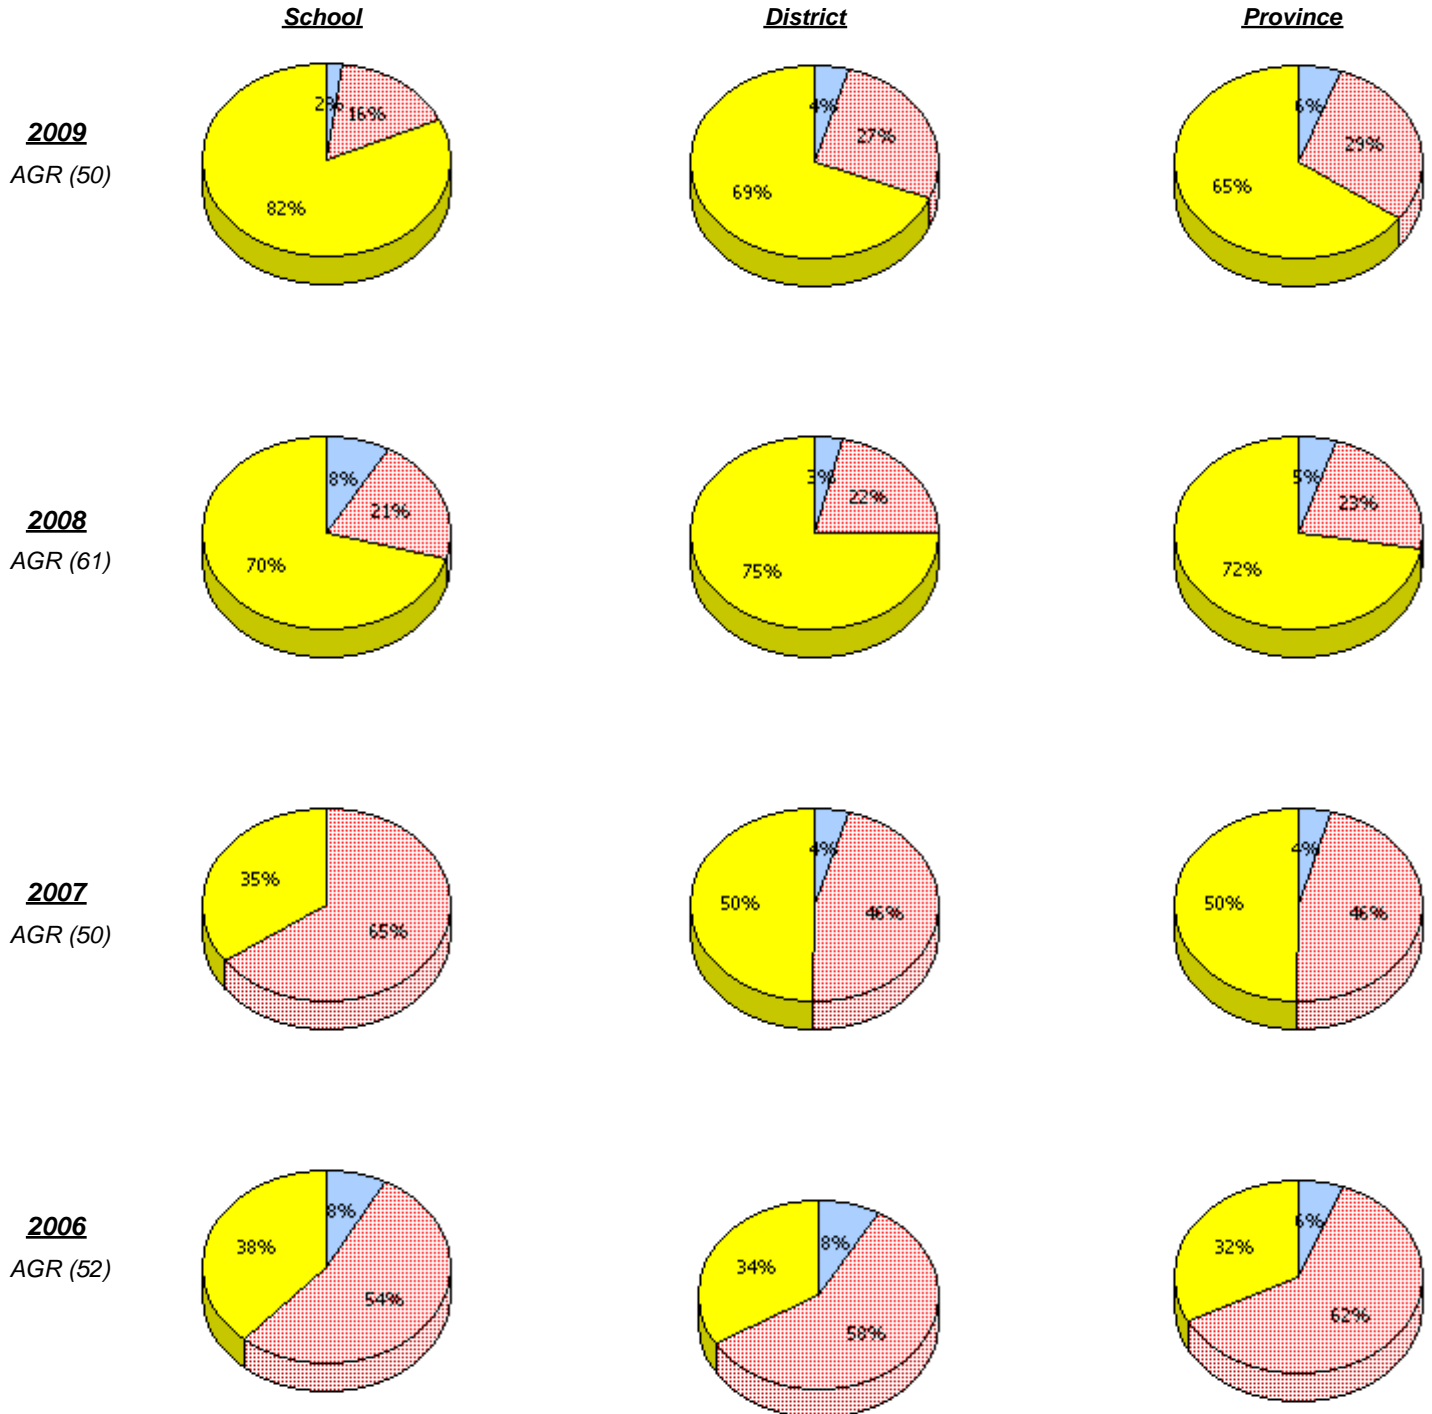 School District Province
2009
AGR (50)
2% 16% 82%
4% 27% 69%
6% 29% 65%
2008
AGR (61)
8% 21% 70%
3% 22% 75%
5% 23% 72%
2007
AGR (50)
35% 65%
4% 50% 46%
4% 50% 46%
2006
AGR (52)
8% 38% 54%
8% 34% 58%
6% 32% 62%